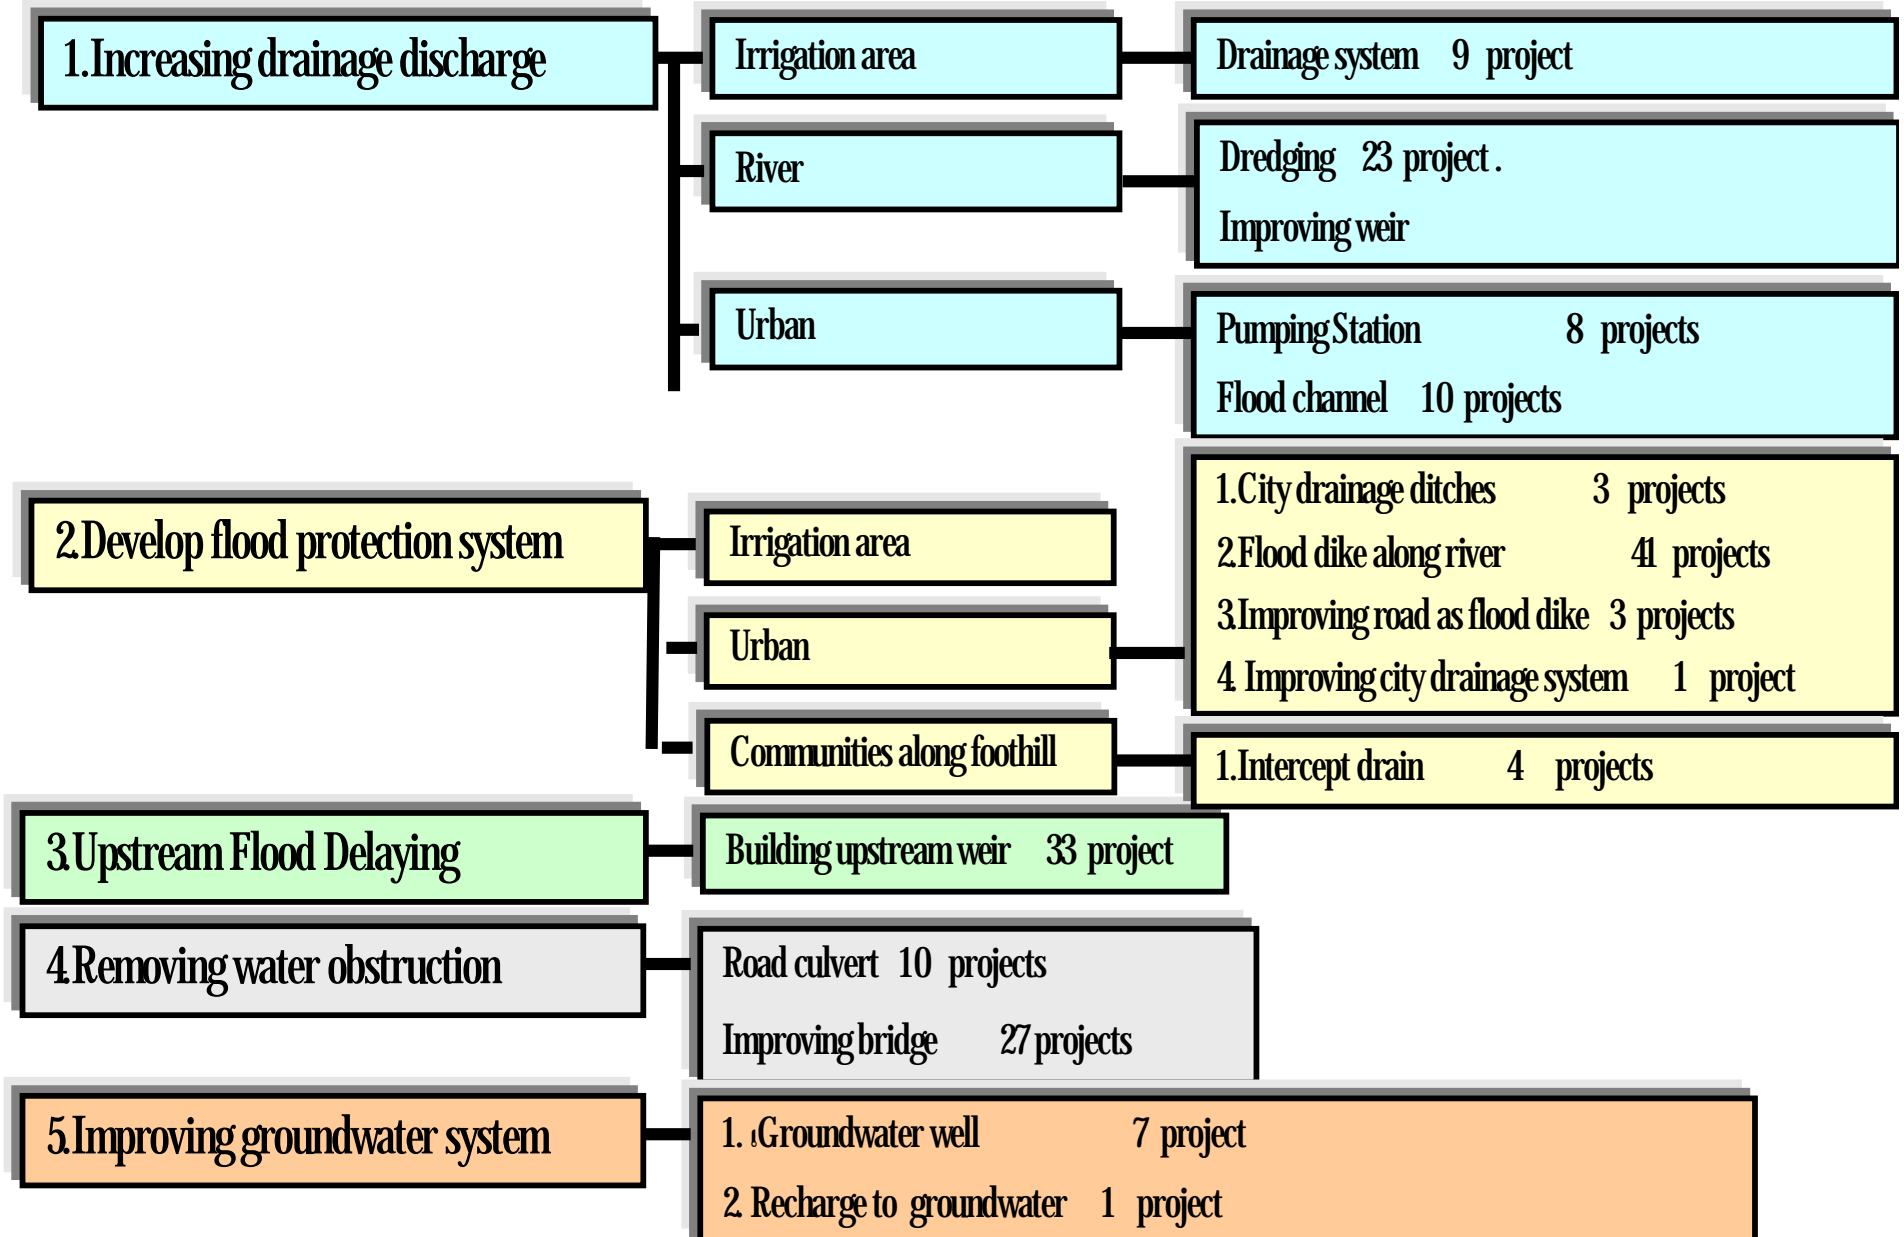 1.Increasing drainage discharge
Irrigation area
Drainage system 9 project
River
Dredging 23 project .
Improving weir
Urban
Pumping Station 8 projects
Flood channel 10 projects
2.Develop flood protection system
Irrigation area
Urban
1.City drainage ditches 3 projects
2.Flood dike along river 41 projects
3.Improving road as flood dike 3 projects
4. Improving city drainage system 1 project
Communities along foothill
1.Intercept drain 4 projects
3.Upstream Flood Delaying
Building upstream weir 33 project
4.Removing water obstruction
Road culvert 10 projects
Improving bridge 27 projects
5.Improving groundwater system
1. Groundwater well 7 project
2. Recharge to groundwater 1 project